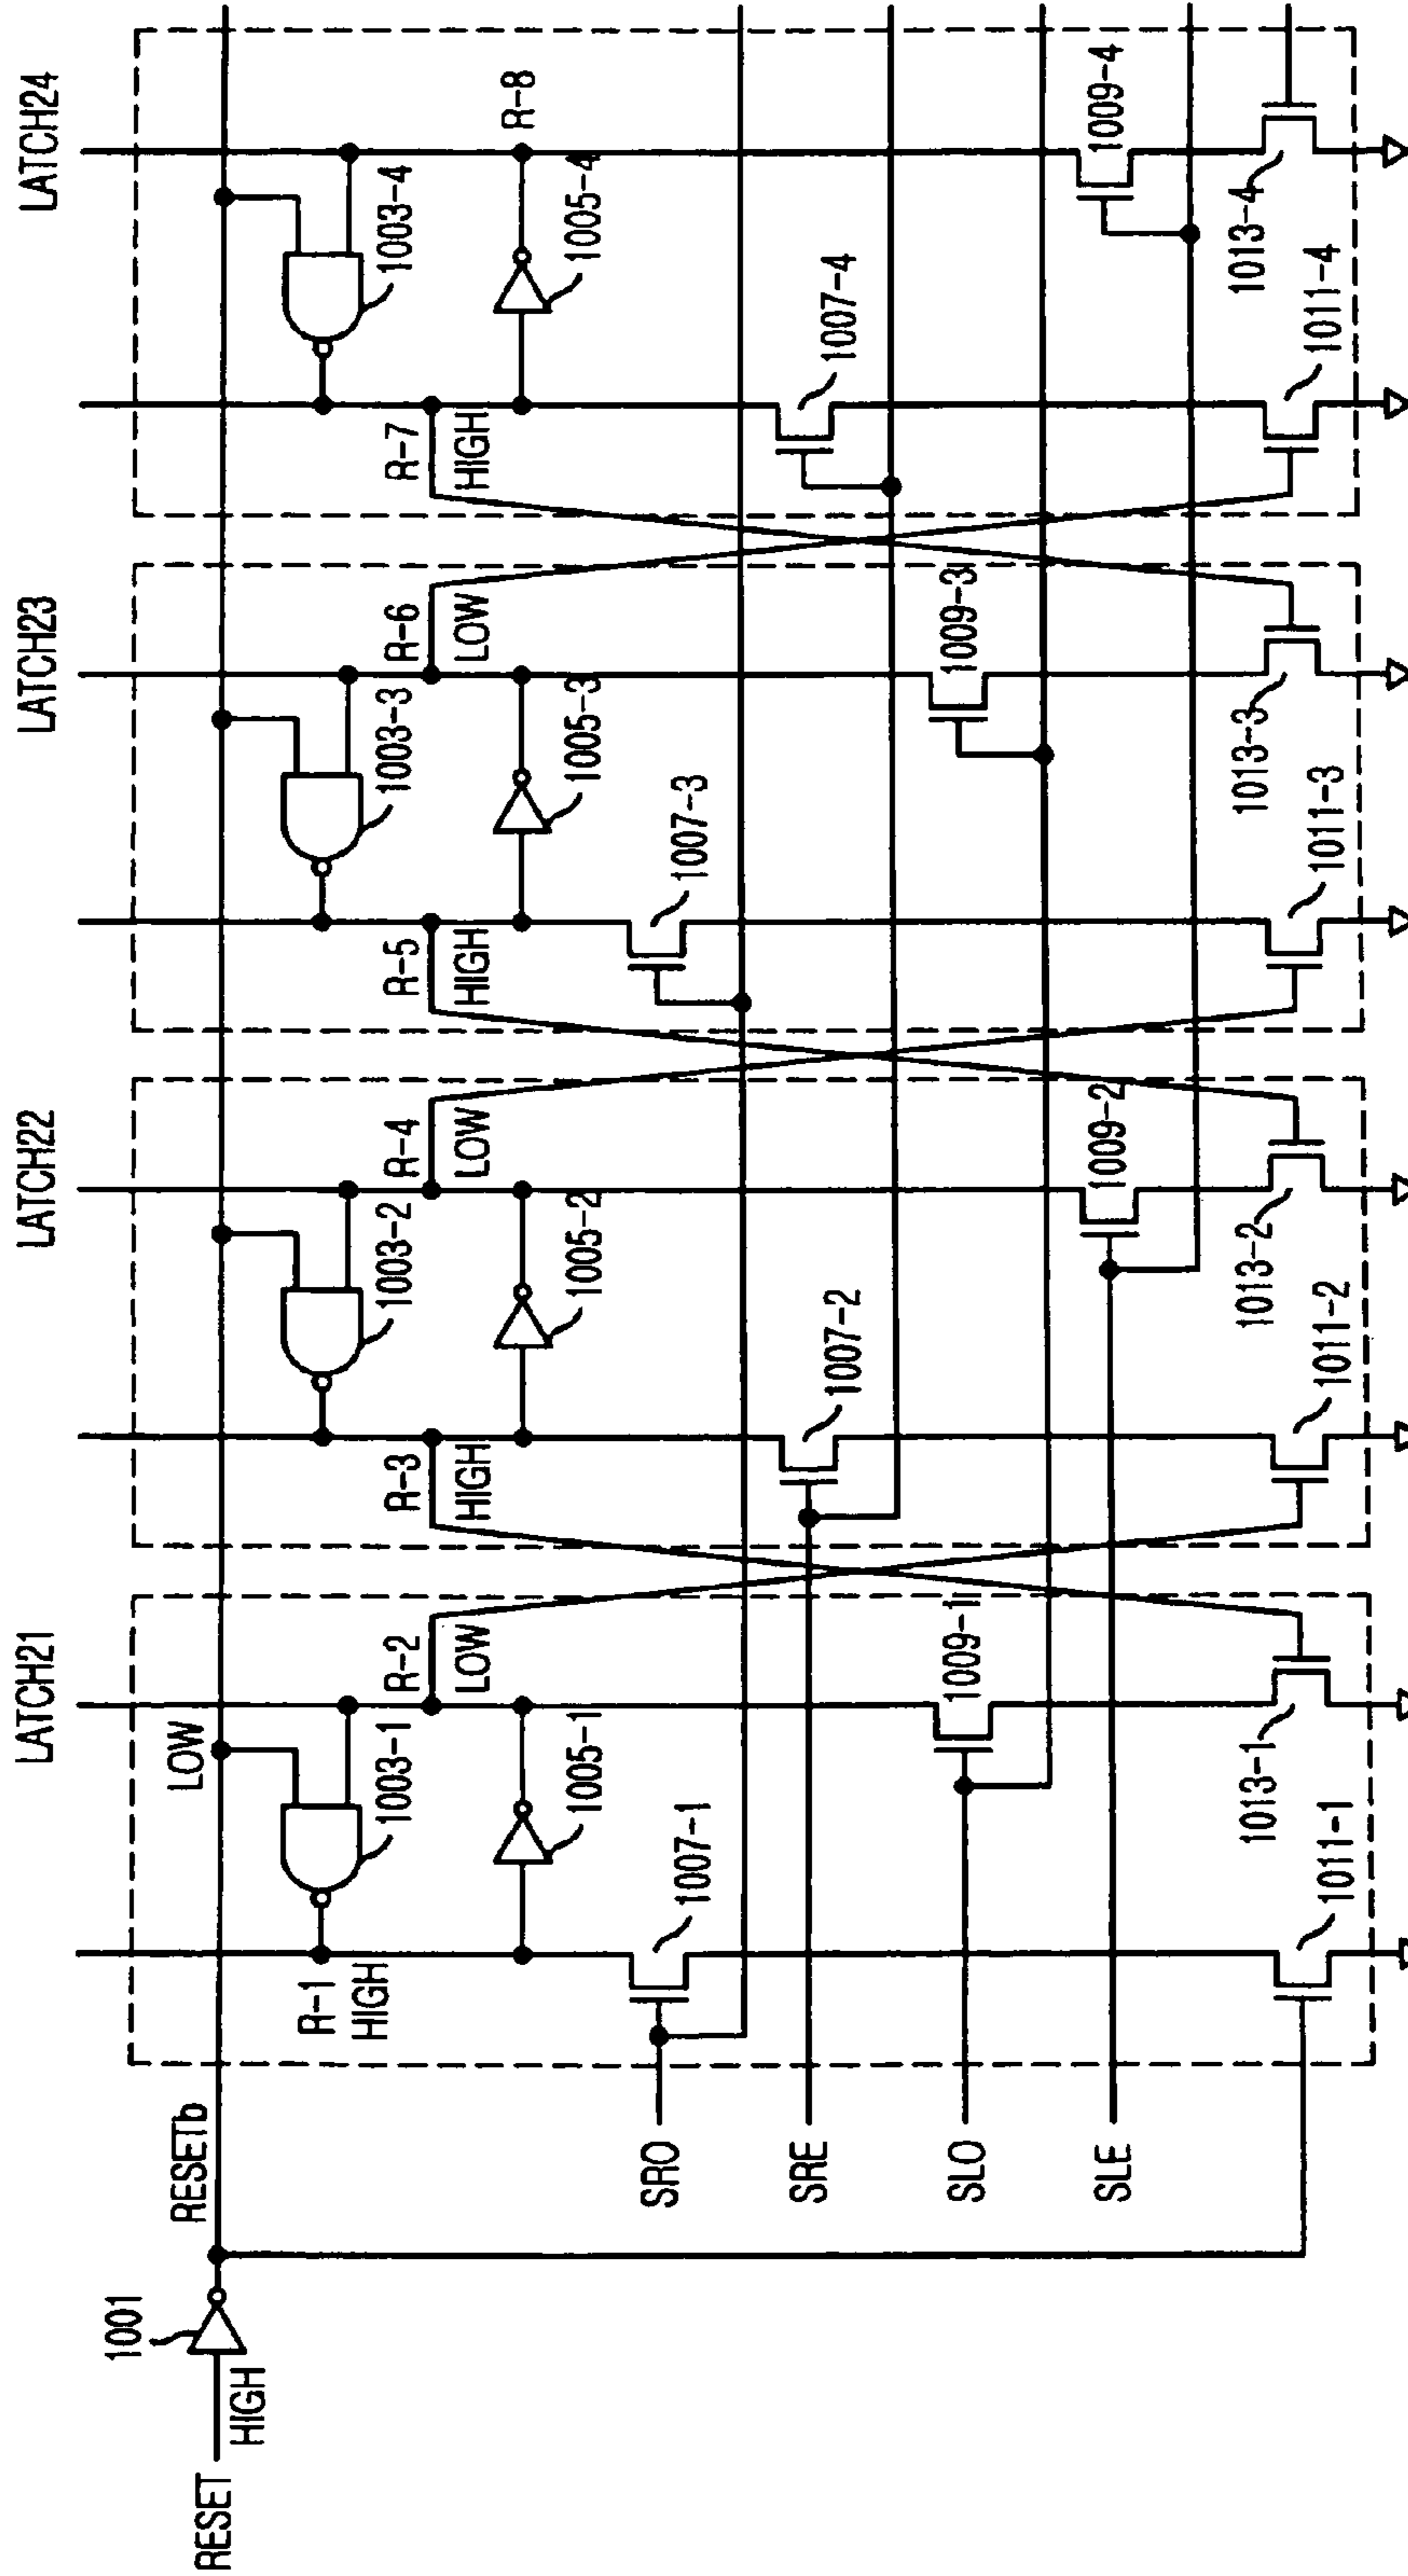 LATCH21
LATCH22
LATCH23
LATCH24
RESET
HIGH
1001
RESETb
LOW
1003-1
R-1
HIGH
R-2
LOW
1005-1
1007-1
1009-1
1011-1
1013-1
1003-2
R-3
HIGH
R-4
LOW
1005-2
1007-2
1009-2
1011-2
1013-2
1003-3
R-5
HIGH
R-6
LOW
1005-3
1007-3
1009-3
1011-3
1013-3
1003-4
R-7
HIGH
R-8
1005-4
1007-4
1009-4
1011-4
1013-4
SRO
SRE
SLO
SLE